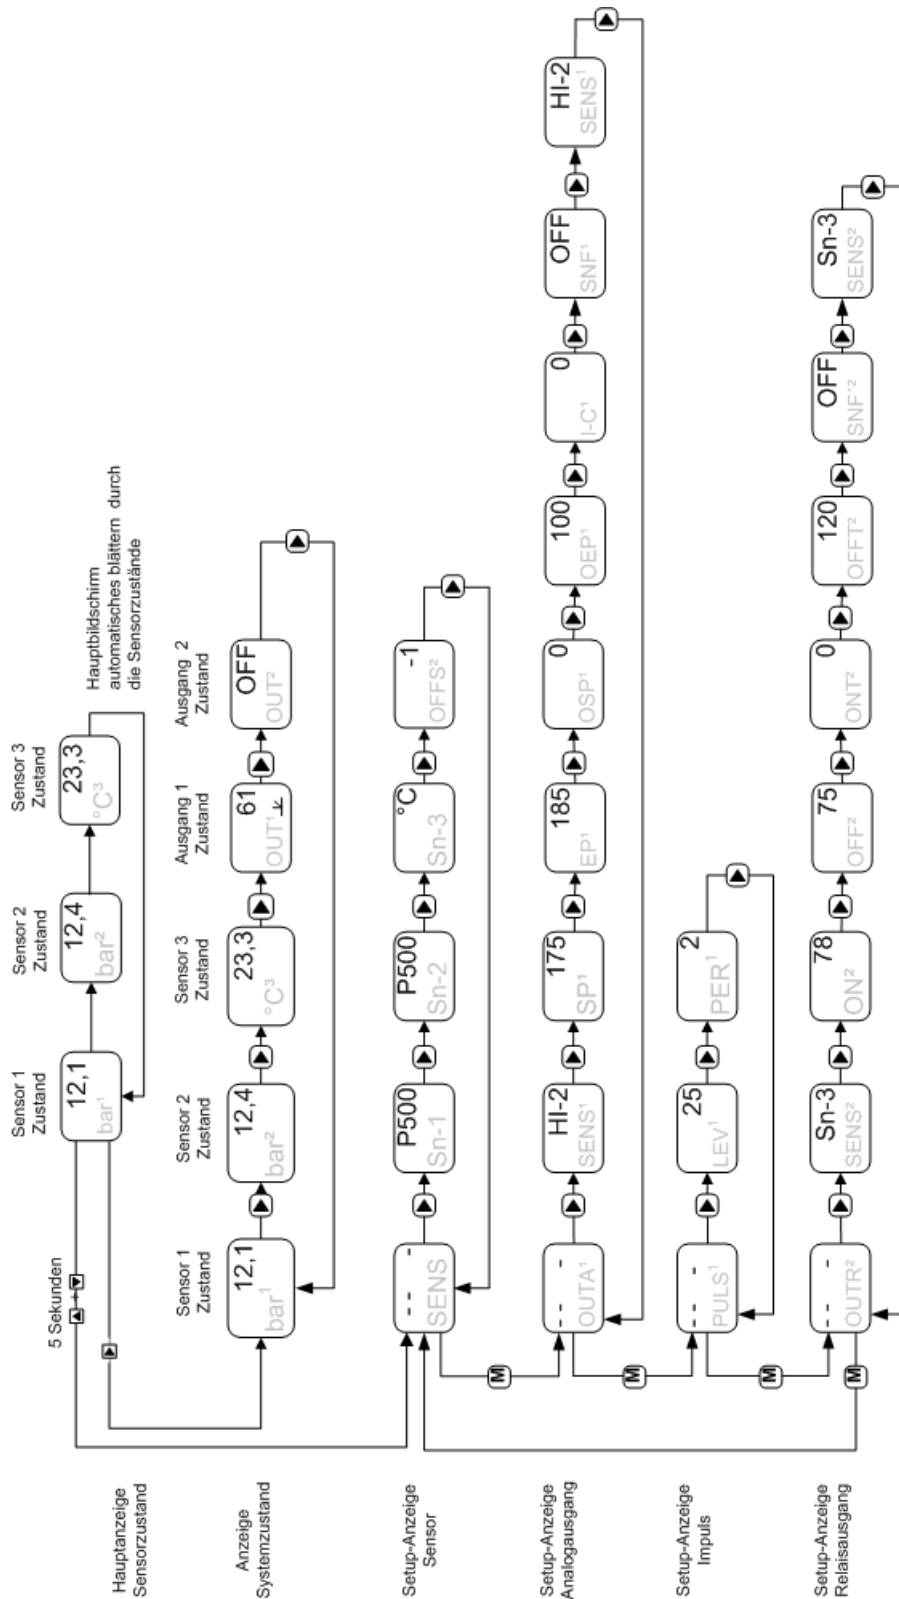 Hauptanzeige
Sensorzustand
5 Sekunden
+
Sensor 1
Zustand
12,1
bar¹
Sensor 2
Zustand
12,4
bar²
Sensor 3
Zustand
23,3
°C³
Hauptbildschirm
automatisches blättern durch
die Sensorzustände
Anzeige
Systemzustand
Sensor 1
Zustand
12,1
bar¹
Sensor 2
Zustand
12,4
bar²
Sensor 3
Zustand
23,3
°C³
Ausgang 1
Zustand
61
OUT¹
Ausgang 2
Zustand
OFF
OUT²
Setup-Anzeige
Sensor
- - -
SENS
P500
Sn-1
P500
Sn-2
°C
Sn-3
-1
OFFS²
Setup-Anzeige
Analogausgang
M
- - -
OUTA¹
HI-2
SENS¹
175
SP¹
185
EP¹
0
OSP¹
100
OEP¹
0
I-C¹
OFF
SNF¹
HI-2
SENS¹
Setup-Anzeige
Impuls
M
- - -
PULS¹
25
LEV¹
2
PER¹
Setup-Anzeige
Relaisausgang
M
M
- - -
OUTR²
Sn-3
SENS²
78
ON²
75
OFF²
0
ONT²
120
OFFT²
OFF
SNF'²
Sn-3
SENS²